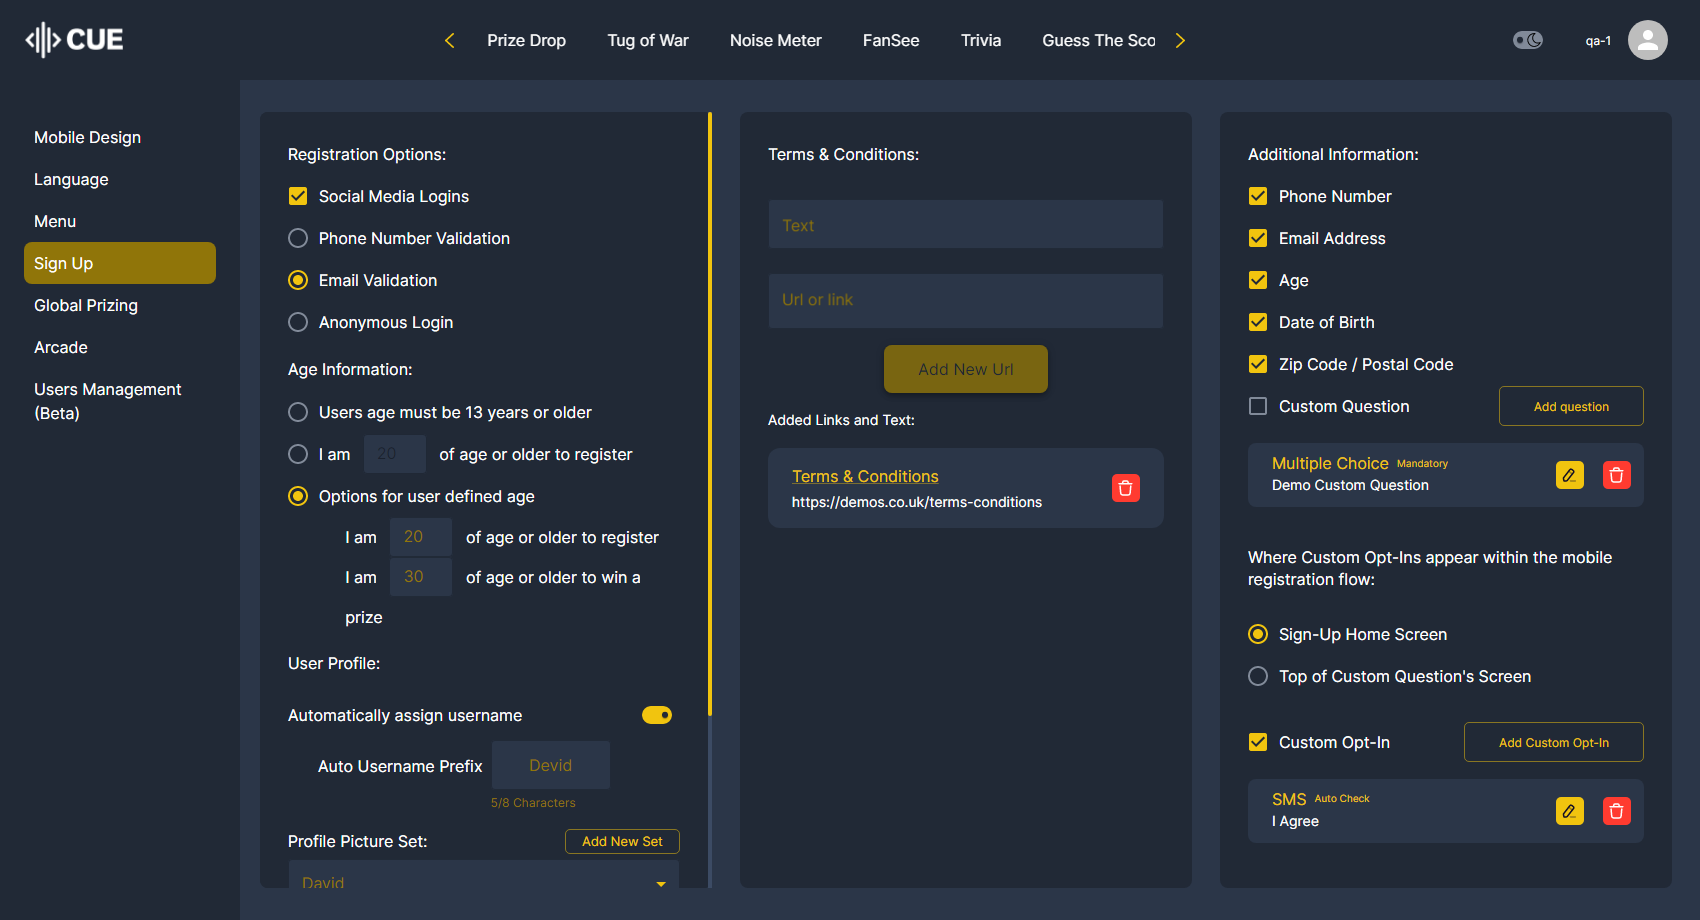 CUE
Prize Drop
Tug of War
Noise Meter
FanSee
Trivia
Guess The Sco
qa-1
Mobile Design
Language
Menu
Sign Up
Global Prizing
Arcade
Users Management
(Beta)
Registration Options:
Social Media Logins
Phone Number Validation
Email Validation
Anonymous Login
Age Information:
Users age must be 13 years or older
I am 20 of age or older to register
Options for user defined age
I am 20 of age or older to register
I am 30 of age or older to win a
prize
User Profile:
Automatically assign username
Auto Username Prefix Devid
5/8 Characters
Profile Picture Set: Add New Set
David
Terms & Conditions:
Text
Url or link
Add New Url
Added Links and Text:
Terms & Conditions
https://demos.co.uk/terms-conditions
Additional Information:
Phone Number
Email Address
Age
Date of Birth
Zip Code / Postal Code
Custom Question Add question
Multiple Choice Mandatory
Demo Custom Question
Where Custom Opt-Ins appear within the mobile
registration flow:
Sign-Up Home Screen
Top of Custom Question's Screen
Custom Opt-In Add Custom Opt-In
SMS Auto Check
I Agree